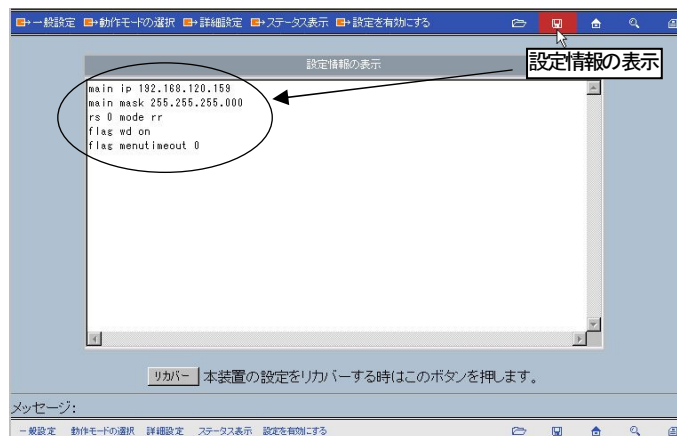 一般設定 動作モードの選択 詳細設定 ステータス表示 設定を有効にする
設定情報の表示
設定情報の表示
main ip 192.168.120.159
main mask 255.255.255.000
rs 0 mode rr
flag wd on
flag menutimeout 0
リカバー 本装置の設定をリカバーする時はこのボタンを押します。
メッセージ:
一般設定 動作モードの選択 詳細設定 ステータス表示 設定を有効にする